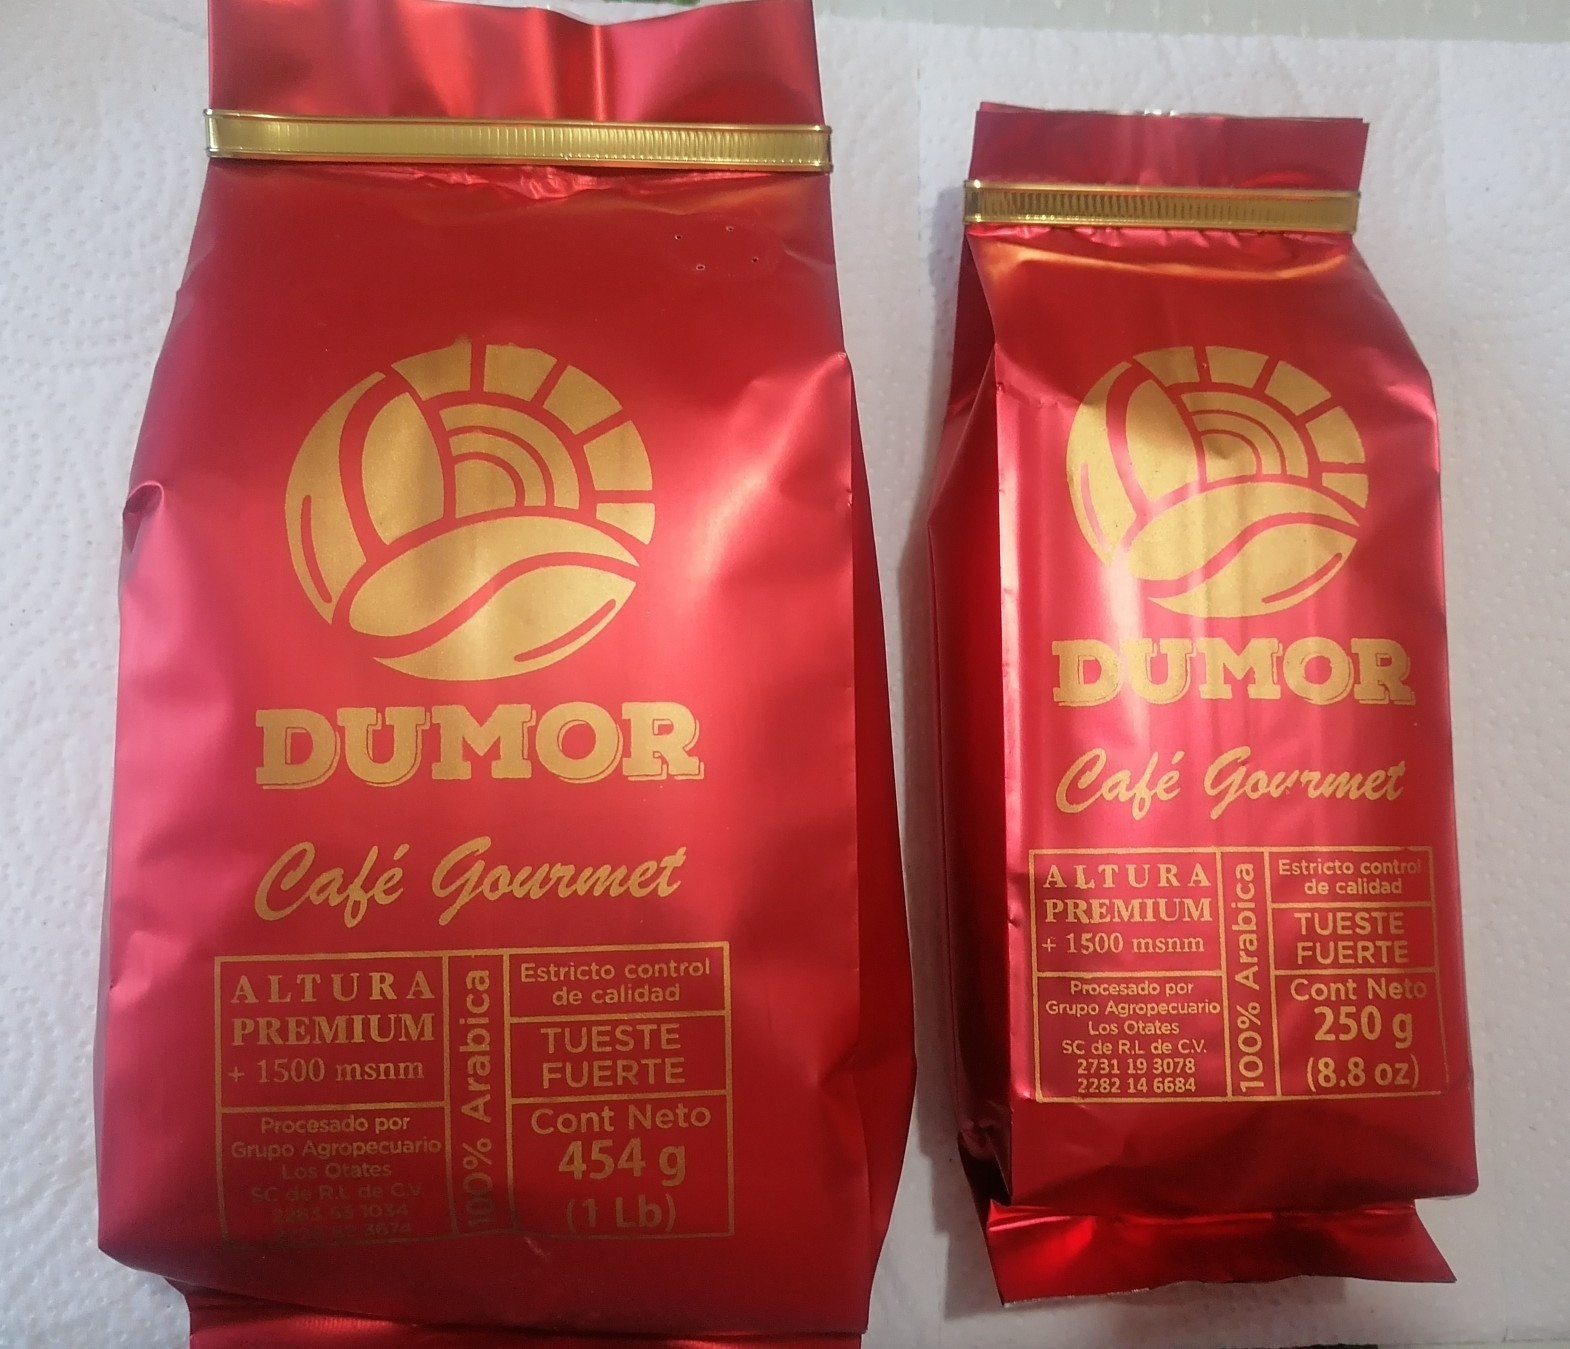 DUMOR
Café Gourmet
ALTURA
PREMIUM
+ 1500 msnm
Procesado por
Grupo Agropecuario
Los Otates
SC de R.L de C.V.
100% Arabica
Estricto control
de calidad
TUESTE
FUERTE
Cont Neto
454 g
(1 Lb)
DUMOR
Café Gourmet
ALTURA
PREMIUM
+ 1500 msnm
Procesado por
Grupo Agropecuario
Los Otates
SC de R.L de C.V.
2731 19 3078
2282 14 6684
100% Arabica
Estricto control
de calidad
TUESTE
FUERTE
Cont Neto
250 g
(8.8 oz)